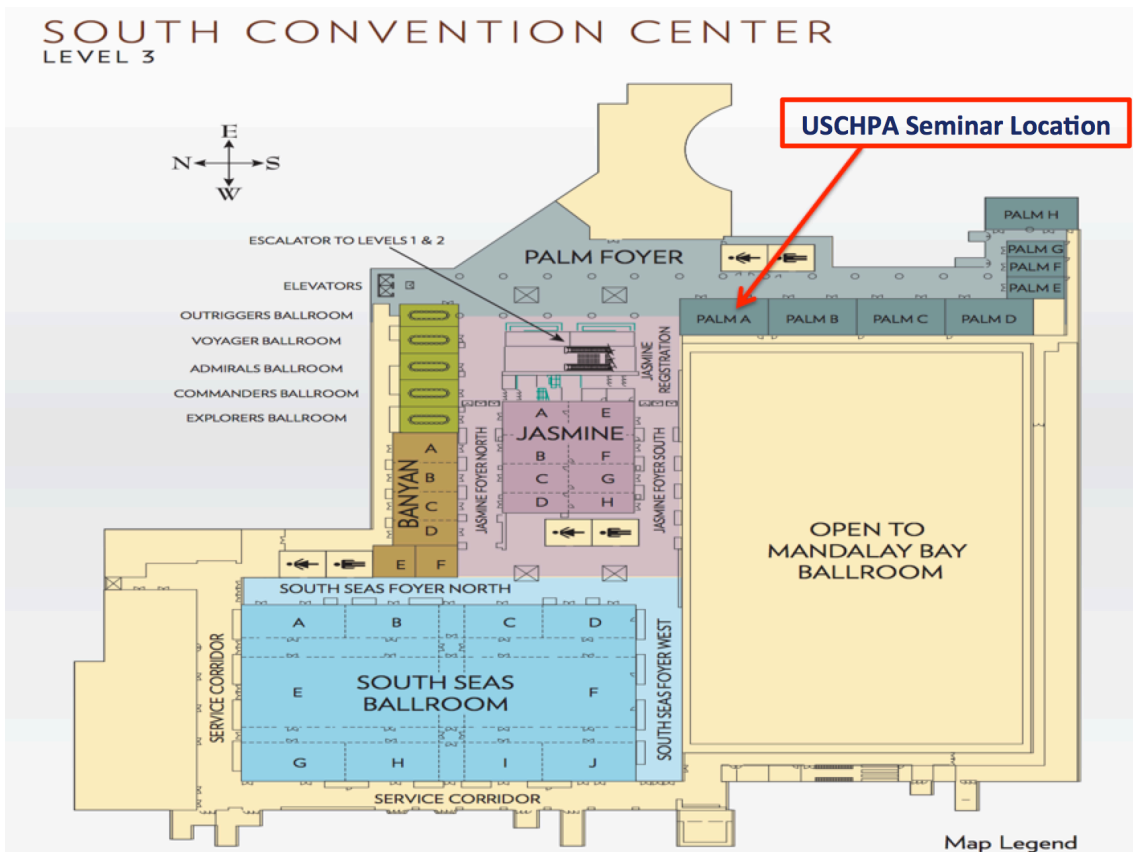 SOUTH CONVENTION CENTER
LEVEL 3
USCHPA Seminar Location
E
N
S
W
PALM H
ESCALATOR TO LEVELS 1 & 2
PALM FOYER
PALM G
PALM F
PALM E
ELEVATORS
OUTRIGGERS BALLROOM
PALM A
PALM B
PALM C
PALM D
VOYAGER BALLROOM
ADMIRALS BALLROOM
COMMANDERS BALLROOM
EXPLORERS BALLROOM
JASMINE
REGISTRATION
A
E
JASMINE
B
F
C
G
D
H
JASMINE FOYER NORTH
JASMINE FOYER SOUTH
BANYAN
A
B
C
D
E
F
OPEN TO
MANDALAY BAY
BALLROOM
SOUTH SEAS FOYER NORTH
A
B
C
D
SERVICE CORRIDOR
E
SOUTH SEAS
BALLROOM
F
SOUTH SEAS FOYER WEST
G
H
I
J
SERVICE CORRIDOR
Map Legend